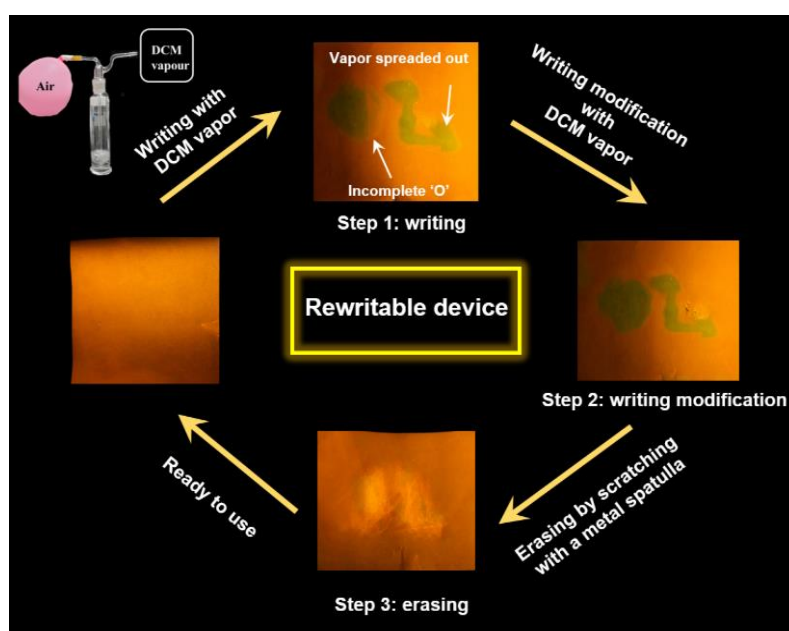 DCM
vapour
Air
Writing with
DCM vapor
Vapor spreaded out
Incomplete ‘O’
Step 1: writing
Writing modification
with
DCM vapor
Rewritable device
Step 2: writing modification
Erasing by scratching
with a metal spatulla
Ready to use
Step 3: erasing